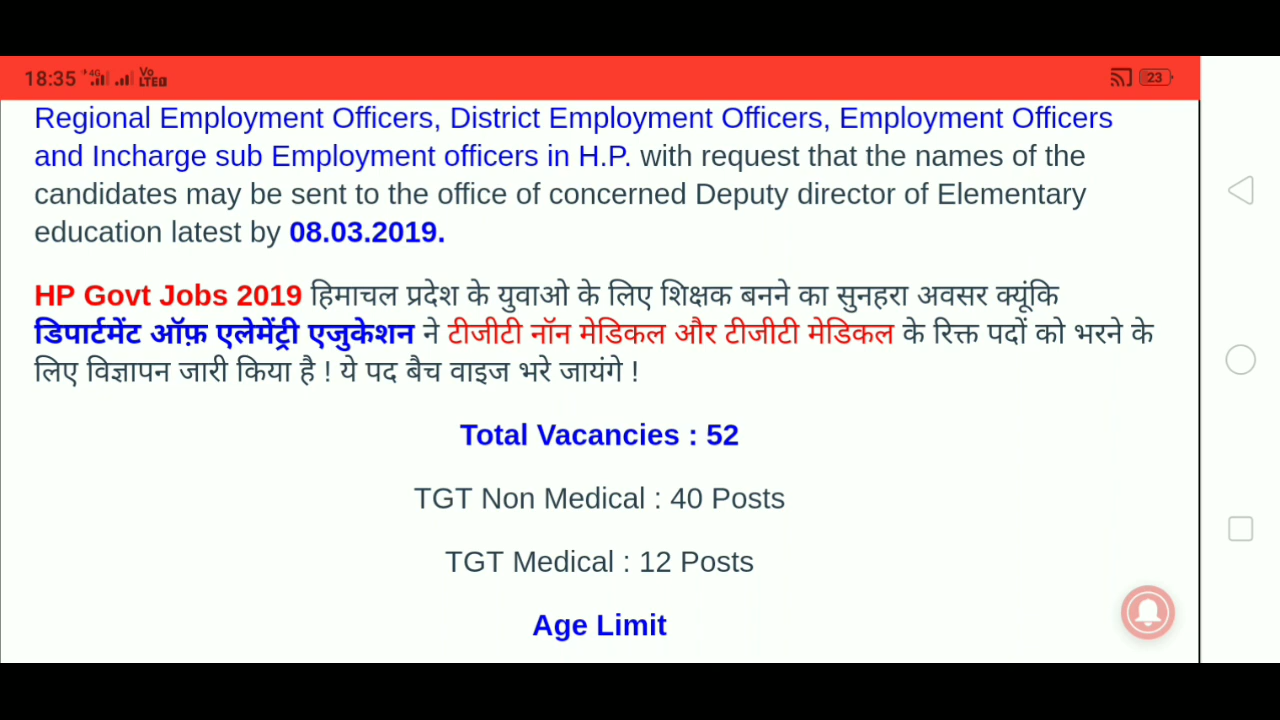 18:35 4G Vo LTE 23
Regional Employment Officers, District Employment Officers, Employment Officers
and Incharge sub Employment officers in H.P. with request that the names of the
candidates may be sent to the office of concerned Deputy director of Elementary
education latest by 08.03.2019.
HP Govt Jobs 2019 हिमाचल प्रदेश के युवाओ के लिए शिक्षक बनने का सुनहरा अवसर क्यूंकि
डिपार्टमेंट ऑफ़ एलेमेंट्री एजुकेशन ने टीजीटी नॉन मेडिकल और टीजीटी मेडिकल के रिक्त पदों को भरने के
लिए विज्ञापन जारी किया है ! ये पद बैच वाइज भरे जायंगे !
Total Vacancies : 52
TGT Non Medical : 40 Posts
TGT Medical : 12 Posts
Age Limit